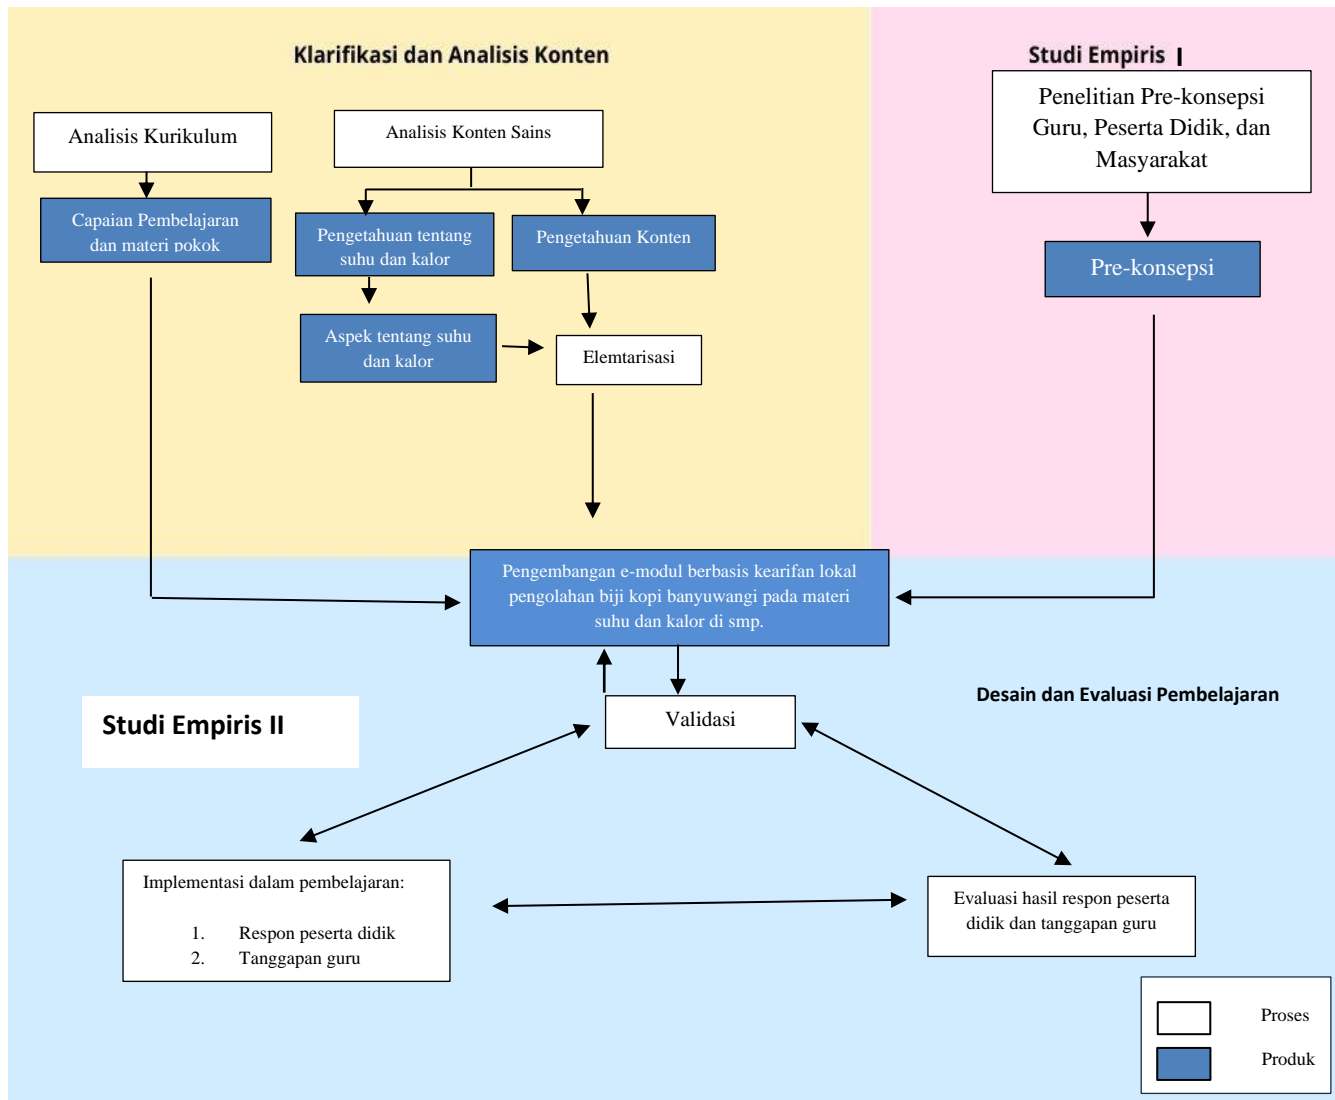 Klarifikasi dan Analisis Konten
Studi Empiris I
Analisis Kurikulum
Capaian Pembelajaran
dan materi pokok
Analisis Konten Sains
Pengetahuan tentang
suhu dan kalor
Pengetahuan Konten
Aspek tentang suhu
dan kalor
Elemtarisasi
Penelitian Pre-konsepsi
Guru, Peserta Didik, dan
Masyarakat
Pre-konsepsi
Pengembangan e-modul berbasis kearifan lokal
pengolahan biji kopi banyuwangi pada materi
suhu dan kalor di smp.
Studi Empiris II
Validasi
Desain dan Evaluasi Pembelajaran
Implementasi dalam pembelajaran:
1. Respon peserta didik
2. Tanggapan guru
Evaluasi hasil respon peserta
didik dan tanggapan guru
Proses
Produk